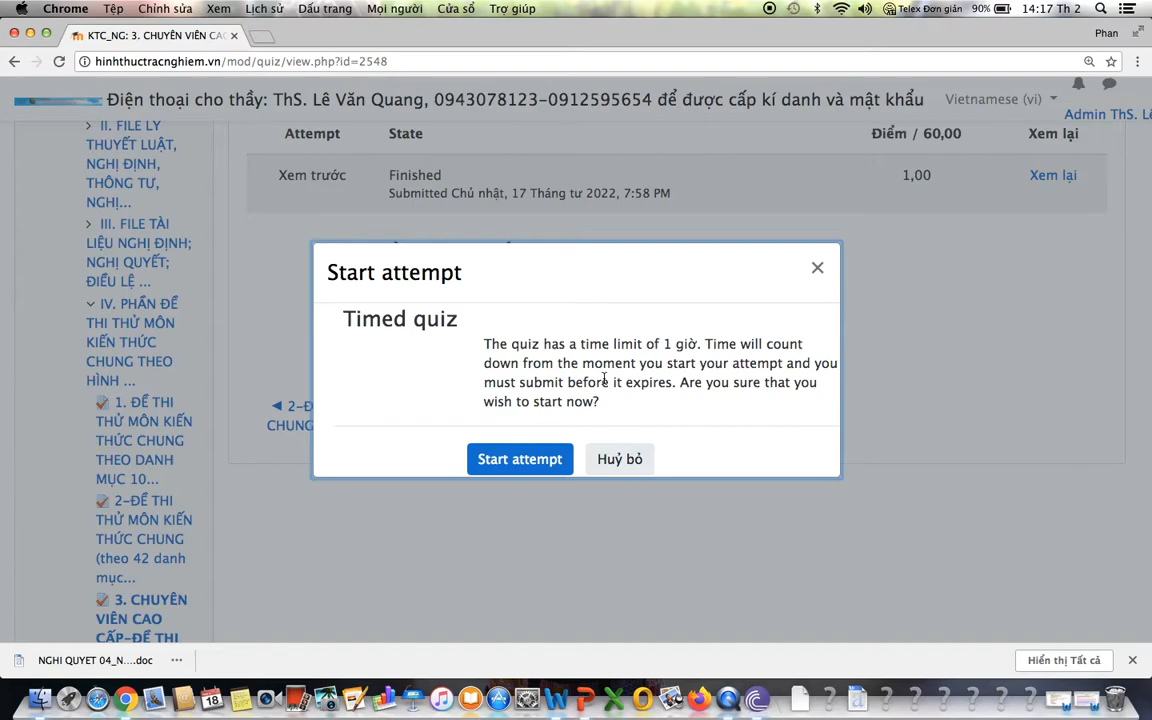 Chrome Tệp Chỉnh sửa Xem Lịch sử Dấu trang Mọi người Cửa sổ Trợ giúp Telex Đơn giản 90% 14:17 Th 2
KTC_NG: 3. CHUYÊN VIÊN CAO
Phan
hinhthuctracnghiem.vn/mod/quiz/view.php?id=2548
Điện thoại cho thầy: ThS. Lê Văn Quang, 0943078123-0912595654 để được cấp kí danh và mật khẩu
Vietnamese (vi)
Admin ThS. Lê
II. FILE LÝ
THUYẾT LUẬT,
NGHỊ ĐỊNH,
THÔNG TƯ,
NGHỊ...
III. FILE TÀI
LIỆU NGHỊ ĐỊNH;
NGHỊ QUYẾT;
ĐIỀU LỆ ...
IV. PHẦN ĐỀ
THI THỬ MÔN
KIẾN THỨC
CHUNG THEO
HÌNH ...
1. ĐỀ THI
THỬ MÔN KIẾN
THỨC CHUNG
THEO DANH
MỤC 10...
2-ĐỀ THI
THỬ MÔN KIẾN
THỨC CHUNG
(theo 42 danh
mục...
3. CHUYÊN
VIÊN CAO
CẤP-ĐỀ THI
Attempt State Điểm / 60,00 Xem lại
Xem trước Finished 1,00 Xem lại
Submitted Chủ nhật, 17 Tháng tư 2022, 7:58 PM
◄ 2-Đ
CHUNG
Start attempt
×
Timed quiz
The quiz has a time limit of 1 giờ. Time will count
down from the moment you start your attempt and you
must submit before it expires. Are you sure that you
wish to start now?
Start attempt Huỷ bỏ
NGHI QUYET 04_N....doc
Hiển thị Tất cả
18